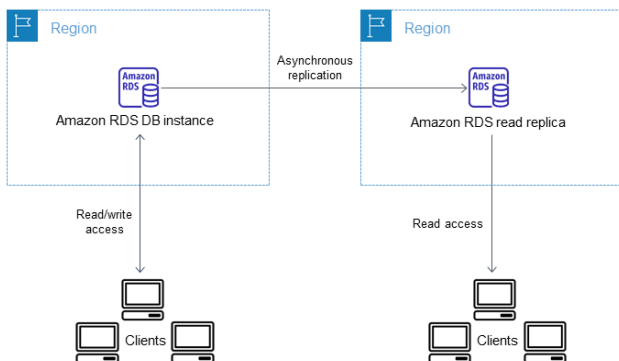 Region
Region
Asynchronous
replication
Amazon
RDS
Amazon
RDS
Amazon RDS DB instance
Amazon RDS read replica
Read/write
access
Read access
Clients
Clients